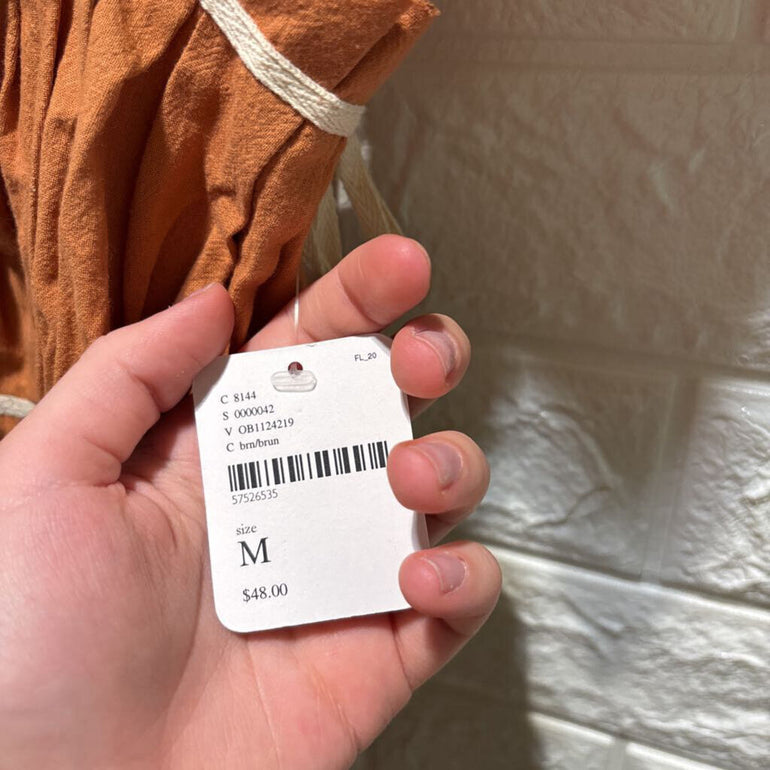 FL_20
C 8144
S 0000042
V OB1124219
C brn/brun
57526535
size
M
$48.00